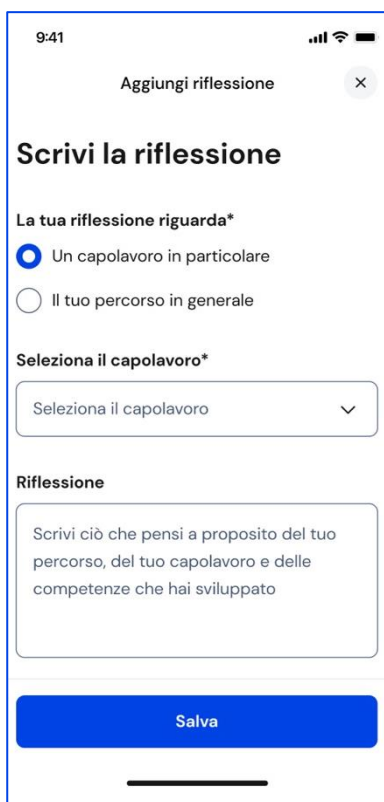 9:41
Aggiungi riflessione
Scrivi la riflessione
La tua riflessione riguarda*
Un capolavoro in particolare
Il tuo percorso in generale
Seleziona il capolavoro*
Seleziona il capolavoro
Riflessione
Scrivi ciò che pensi a proposito del tuo
percorso, del tuo capolavoro e delle
competenze che hai sviluppato
Salva